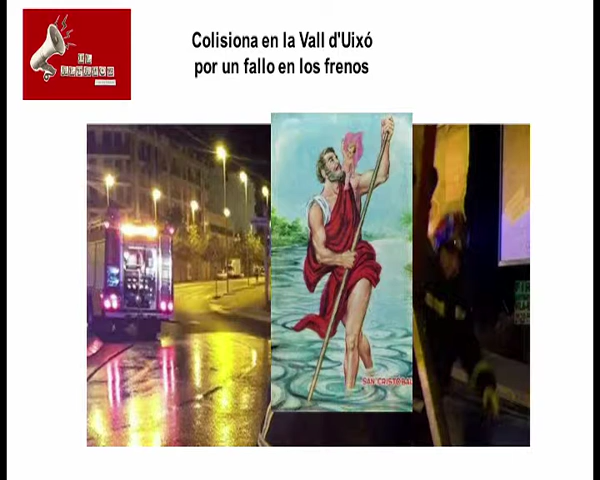 Colisiona en la Vall d'Uixó
por un fallo en los frenos
SAN CRISTOBAL